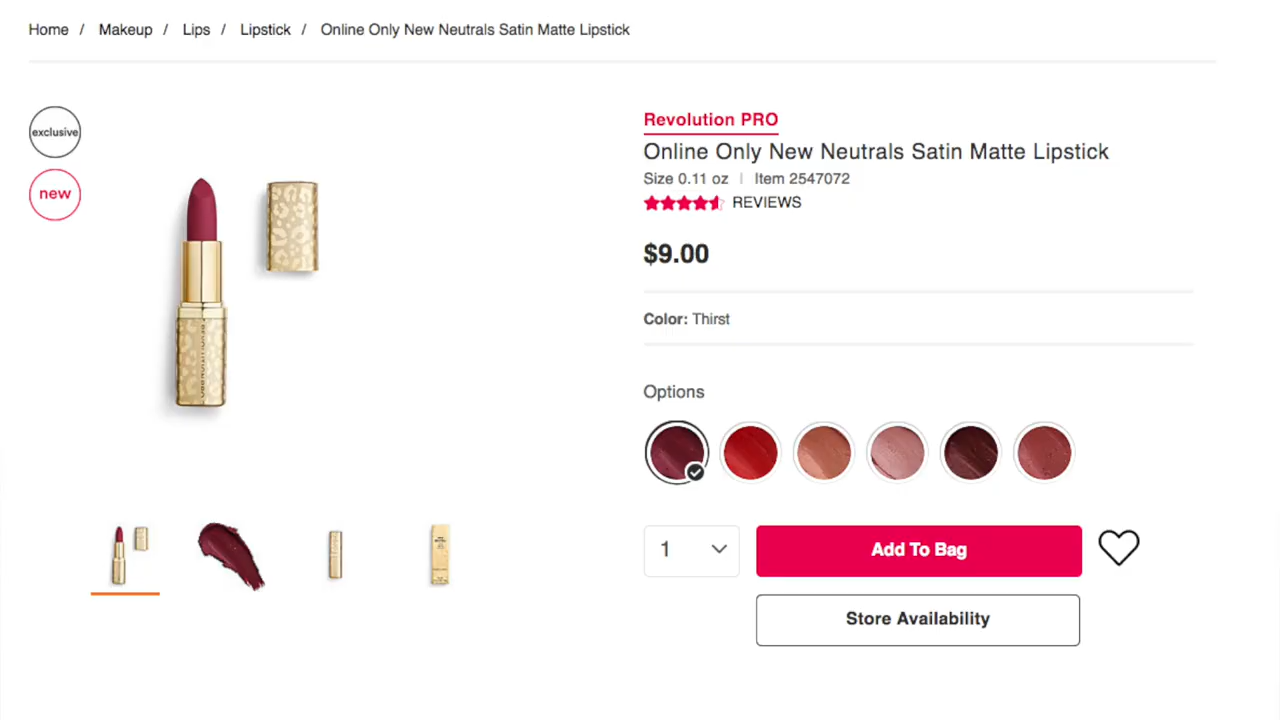 Home / Makeup / Lips / Lipstick / Online Only New Neutrals Satin Matte Lipstick
exclusive
new
Revolution PRO
Online Only New Neutrals Satin Matte Lipstick
Size 0.11 oz | Item 2547072
REVIEWS
$9.00
Color: Thirst
Options
1
Add To Bag
Store Availability